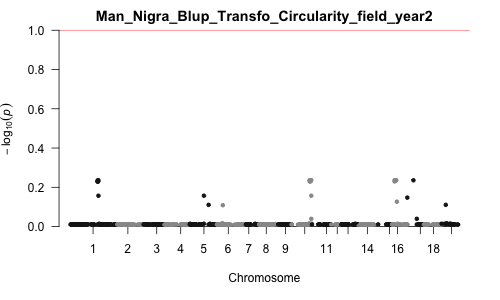 Man_Nigra_Blup_Transfo_Circularity_field_year2
− log₁₀(p)
1.0
0.8
0.6
0.4
0.2
0.0
1 2 3 4 5 6 7 8 9 11 14 16 18
Chromosome